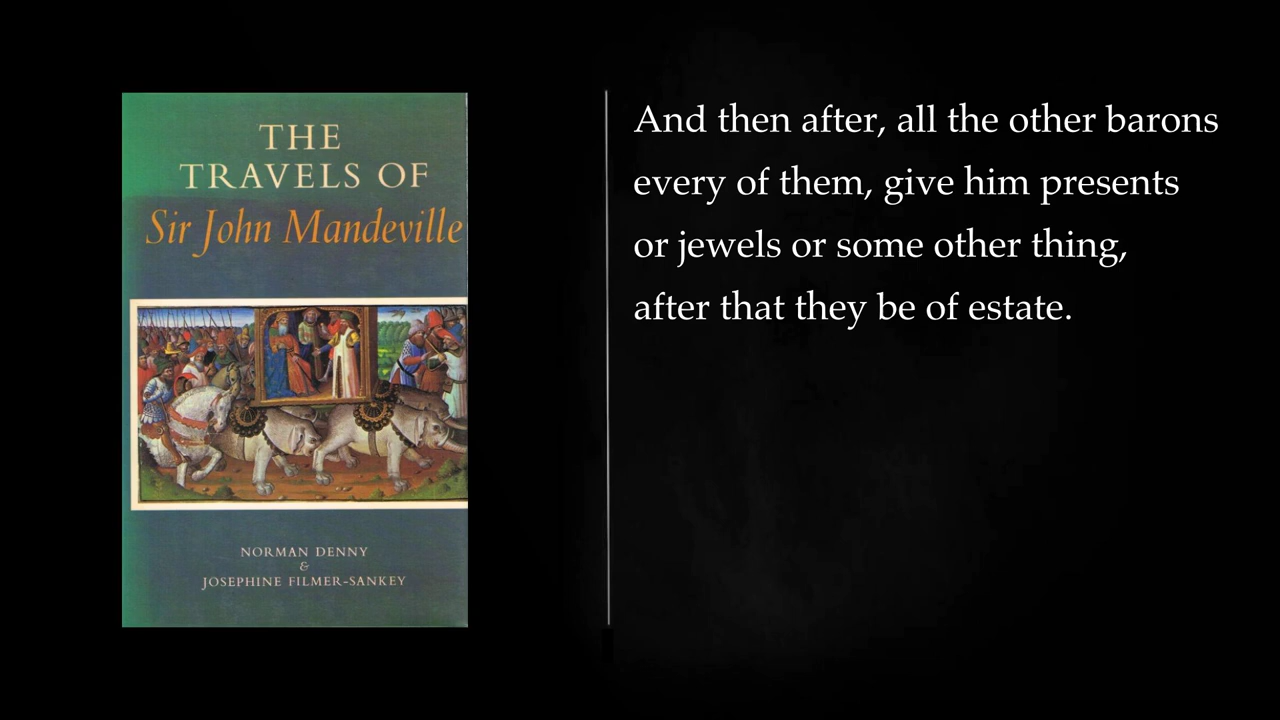 THE
TRAVELS OF
Sir John Mandeville
NORMAN DENNY
&
JOSEPHINE FILMER-SANKEY
And then after, all the other barons
every of them, give him presents
or jewels or some other thing,
after that they be of estate.